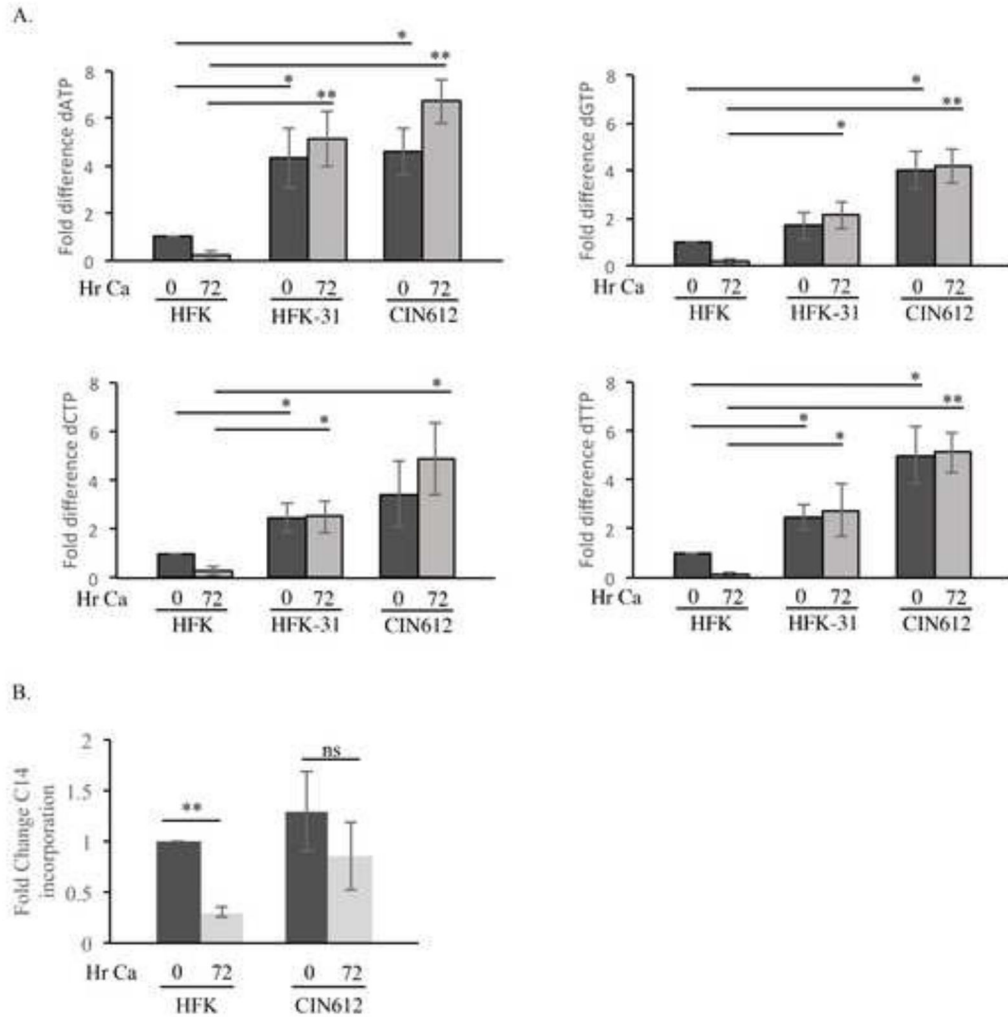 A.
* ** * **
Fold difference dATP
8
6
4
2
0
Hr Ca 0 72 0 72 0 72
HFK HFK-31 CIN612
* ** *
Fold difference dGTP
8
6
4
2
0
Hr Ca 0 72 0 72 0 72
HFK HFK-31 CIN612
* * *
Fold difference dCTP
8
6
4
2
0
Hr Ca 0 72 0 72 0 72
HFK HFK-31 CIN612
* ** * *
Fold difference dTTP
8
6
4
2
0
Hr Ca 0 72 0 72 0 72
HFK HFK-31 CIN612
B.
Fold Change C14
incorporation
2
1.5
1
0.5
0
** ns
Hr Ca 0 72 0 72
HFK CIN612